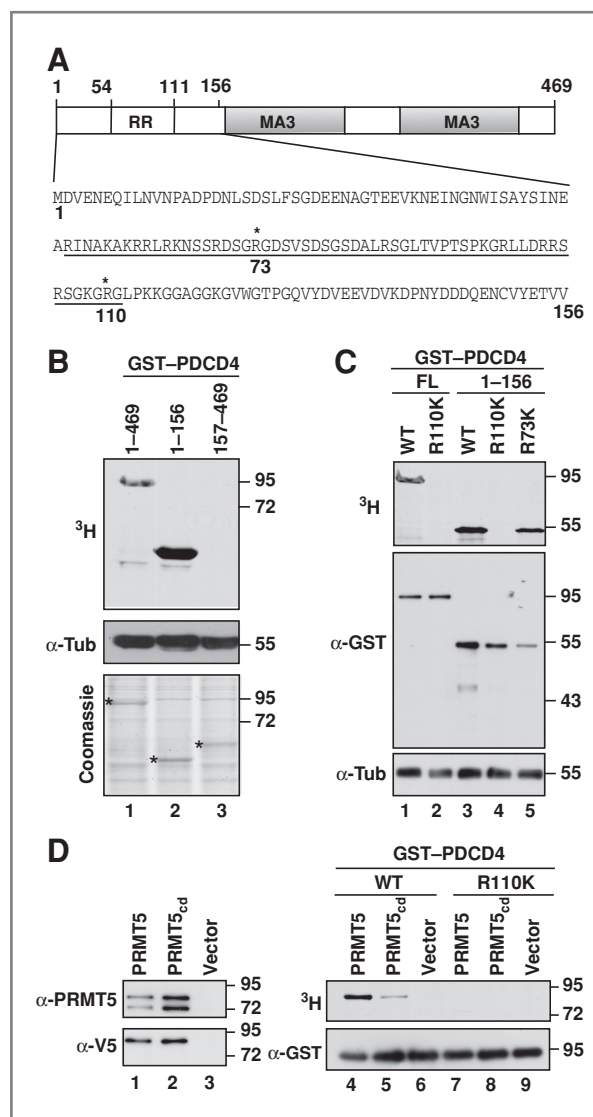 A
1 54 111 156 469
RR MA3 MA3
MDVENEQILNVNPADPDNLSDSLFSGDEENAGTEEVKNEINGNWISAYSINE
1
*
ARINAKAKRRLRKNSSRDSGRGDSVSDSGSDALRSGLTVPTSPKGRLLDRRS
73
*
RSGKGRGLPKKGGAGGKGVWGTPGQVYDVEEVDVKDPNYDDDQENCVYETVV
110 156
B
GST–PDCD4
1–469 1–156 157–469
3H
95
72
α-Tub
55
Coomassie
95
72
* * *
1 2 3
C
GST–PDCD4
FL 1–156
WT R110K WT R110K R73K
3H
95
55
α-GST
95
55
43
α-Tub
55
1 2 3 4 5
D
PRMT5 PRMT5cd Vector
α-PRMT5
95
72
α-V5
95
72
1 2 3
GST–PDCD4
WT R110K
PRMT5 PRMT5cd Vector PRMT5 PRMT5cd Vector
3H
95
72
α-GST
95
4 5 6 7 8 9